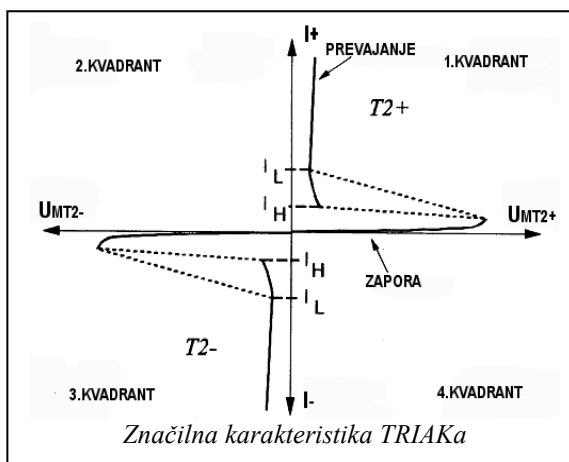 I+
PREVAJANJE
2.KVADRANT
1.KVADRANT
T2+
I L
I H
UMT2-
UMT2+
I H
ZAPORA
I L
T2-
3.KVADRANT
4.KVADRANT
I-
Značilna karakteristika TRIAKa